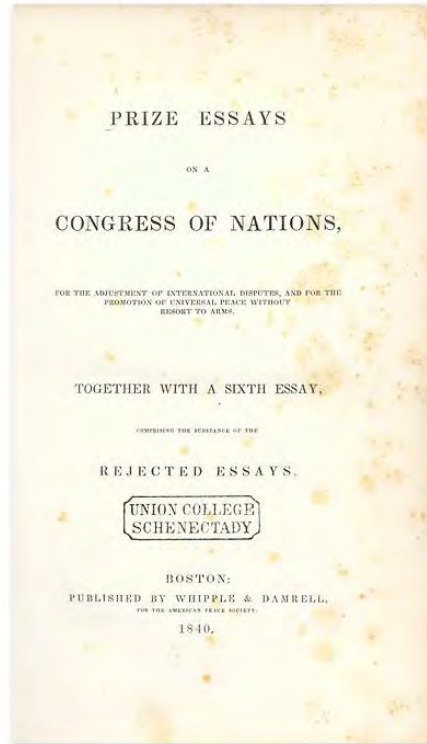 PRIZE ESSAYS
ON A
CONGRESS OF NATIONS,
FOR THE ADJUSTMENT OF INTERNATIONAL DISPUTES, AND FOR THE
PROMOTION OF UNIVERSAL PEACE WITHOUT
RESORT TO ARMS.
TOGETHER WITH A SIXTH ESSAY,
COMPRISING THE SUBSTANCE OF THE
REJECTED ESSAYS.
UNION COLLEGE
SCHENECTADY
BOSTON:
PUBLISHED BY WHIPPLE & DAMRELL,
FOR THE AMERICAN PEACE SOCIETY.
1840.